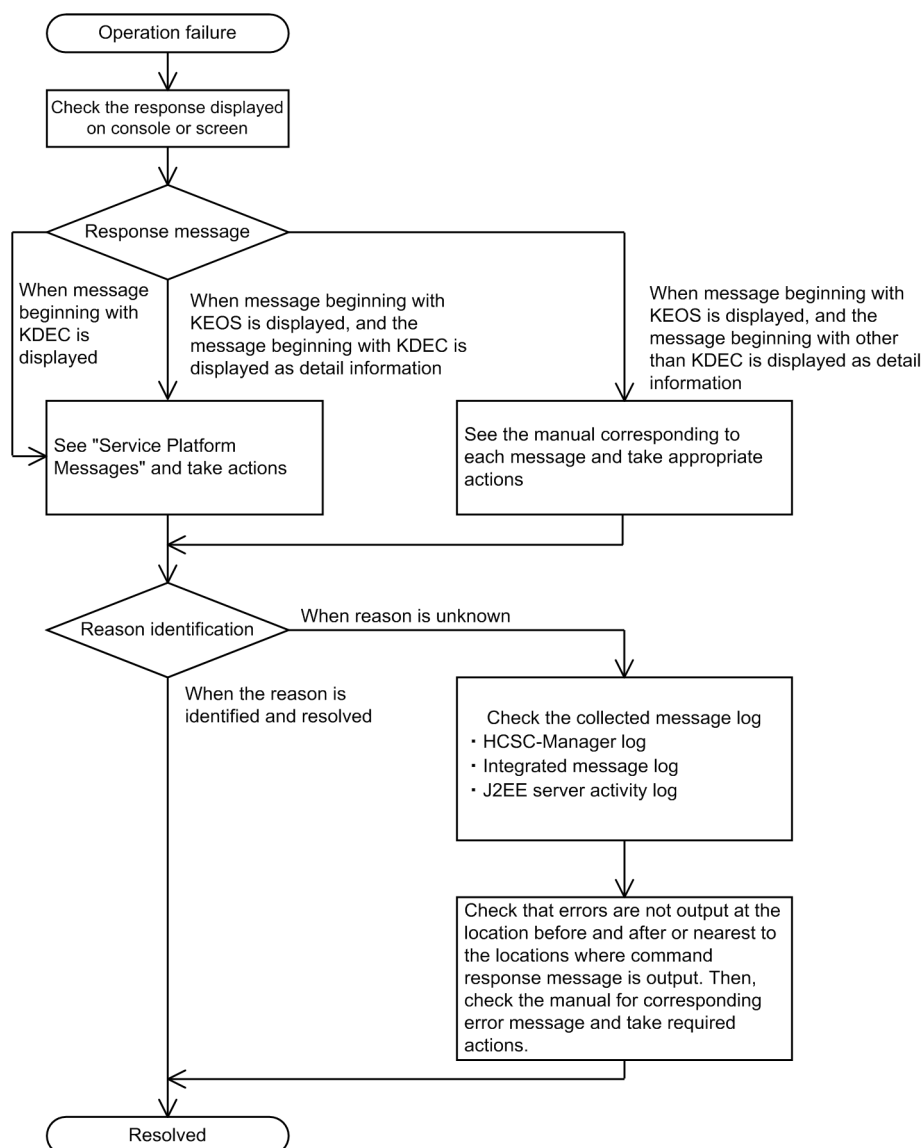 Operation failure
Check the response displayed
on console or screen
Response message
When message
beginning with
KDEC is
displayed
When message beginning with
KEOS is displayed, and the
message beginning with KDEC is
displayed as detail information
When message beginning with
KEOS is displayed, and the
message beginning with other
than KDEC is displayed as detail
information
See "Service Platform
Messages" and take actions
See the manual corresponding to
each message and take appropriate
actions
Reason identification
When reason is unknown
When the reason is
identified and resolved
Check the collected message log
・HCSC-Manager log
・Integrated message log
・J2EE server activity log
Check that errors are not output at the
location before and after or nearest to
the locations where command
response message is output. Then,
check the manual for corresponding
error message and take required
actions.
Resolved